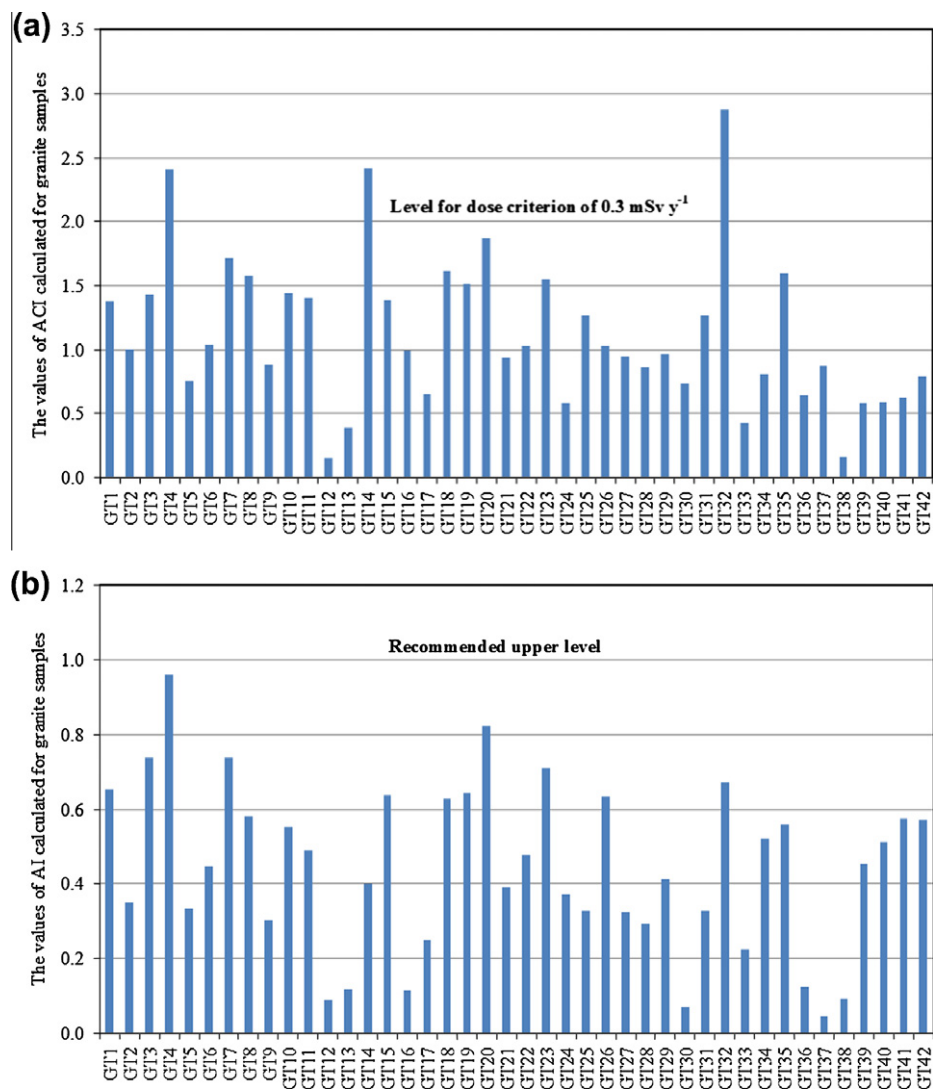 (a)
The values of ACI calculated for granite samples
3.5
3.0
2.5
2.0
1.5
1.0
0.5
0.0
Level for dose criterion of 0.3 mSv y⁻¹
GT1 GT2 GT3 GT4 GT5 GT6 GT7 GT8 GT9 GT10 GT11 GT12 GT13 GT14 GT15 GT16 GT17 GT18 GT19 GT20 GT21 GT22 GT23 GT24 GT25 GT26 GT27 GT28 GT29 GT30 GT31 GT32 GT33 GT34 GT35 GT36 GT37 GT38 GT39 GT40 GT41 GT42
(b)
The values of AI calculated for granite samples
1.2
1.0
0.8
0.6
0.4
0.2
0.0
Recommended upper level
GT1 GT2 GT3 GT4 GT5 GT6 GT7 GT8 GT9 GT10 GT11 GT12 GT13 GT14 GT15 GT16 GT17 GT18 GT19 GT20 GT21 GT22 GT23 GT24 GT25 GT26 GT27 GT28 GT29 GT30 GT31 GT32 GT33 GT34 GT35 GT36 GT37 GT38 GT39 GT40 GT41 GT42